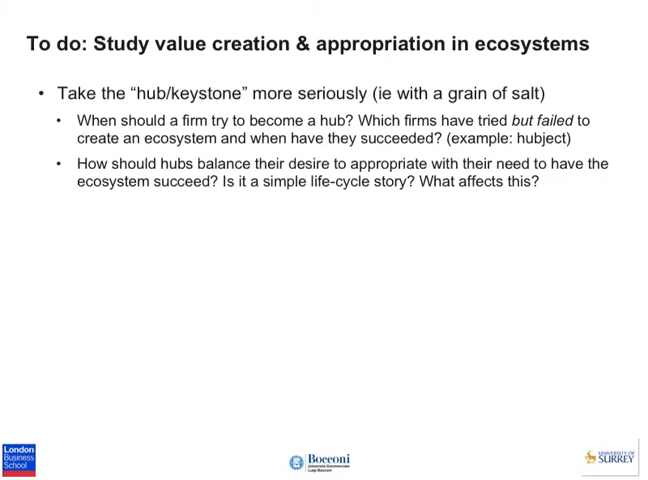 To do: Study value creation & appropriation in ecosystems
• Take the “hub/keystone” more seriously (ie with a grain of salt)
• When should a firm try to become a hub? Which firms have tried but failed to
create an ecosystem and when have they succeeded? (example: hubject)
• How should hubs balance their desire to appropriate with their need to have the
ecosystem succeed? Is it a simple life-cycle story? What affects this?
London
Business
School
Bocconi
Università Commerciale
Luigi Bocconi
UNIVERSITY OF
SURREY